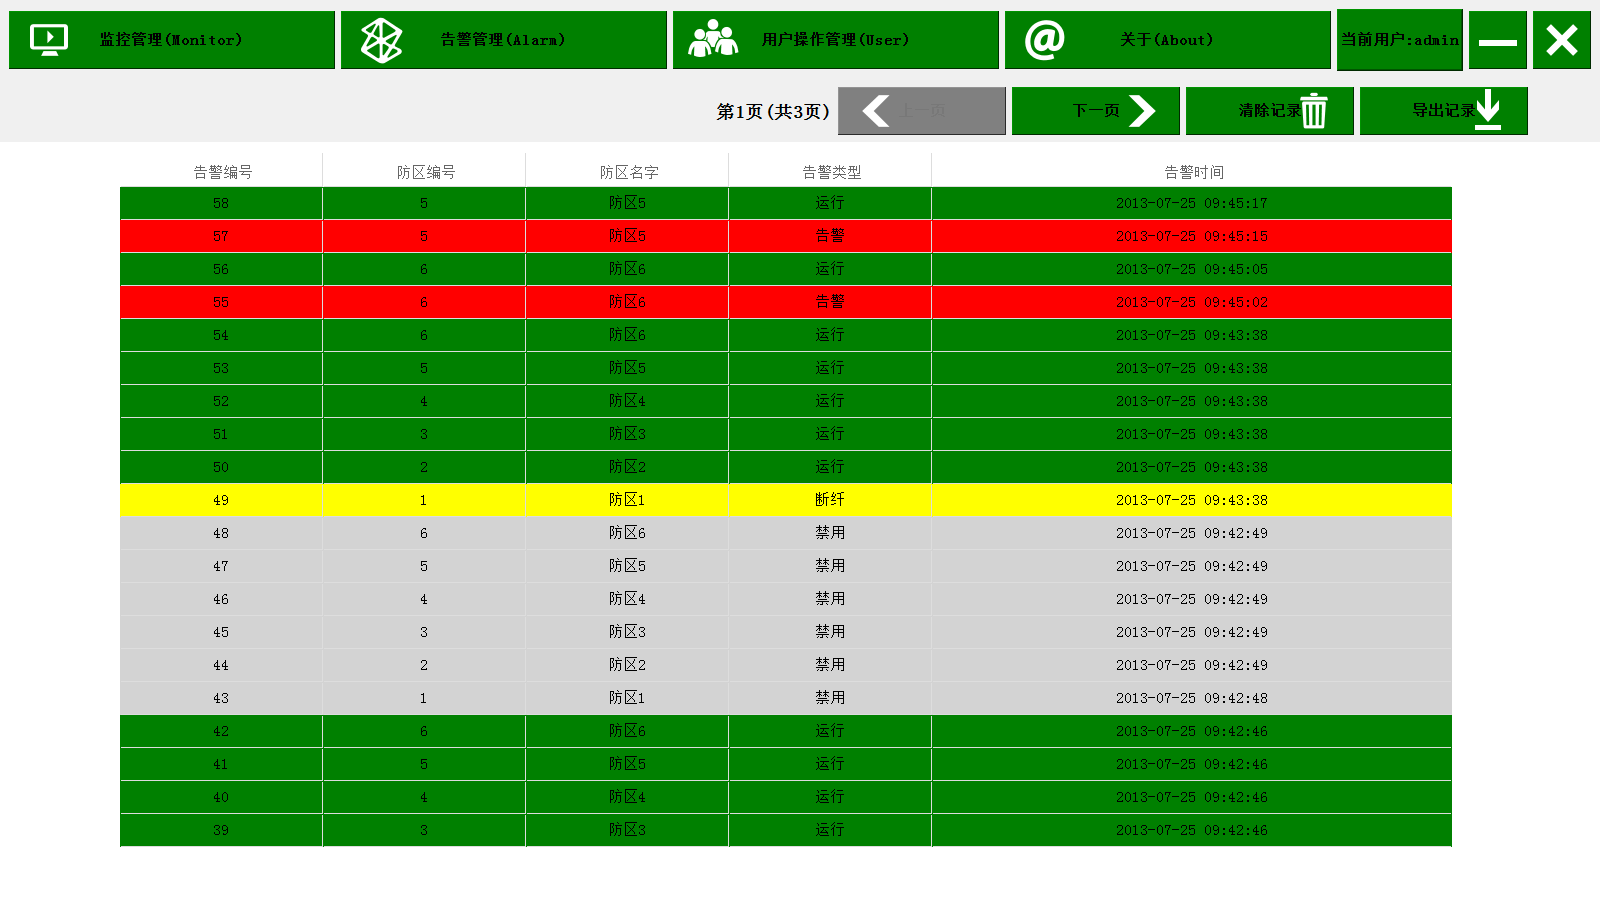 监控管理(Monitor) 告警管理(Alarm) 用户操作管理(User) 关于(About) 当前用户:admin
第1页(共3页) 上一页 下一页 清除记录 导出记录
告警编号 防区编号 防区名字 告警类型 告警时间
58 5 防区5 运行 2013-07-25 09:45:17
57 5 防区5 告警 2013-07-25 09:45:15
56 6 防区6 运行 2013-07-25 09:45:05
55 6 防区6 告警 2013-07-25 09:45:02
54 6 防区6 运行 2013-07-25 09:43:38
53 5 防区5 运行 2013-07-25 09:43:38
52 4 防区4 运行 2013-07-25 09:43:38
51 3 防区3 运行 2013-07-25 09:43:38
50 2 防区2 运行 2013-07-25 09:43:38
49 1 防区1 断纤 2013-07-25 09:43:38
48 6 防区6 禁用 2013-07-25 09:42:49
47 5 防区5 禁用 2013-07-25 09:42:49
46 4 防区4 禁用 2013-07-25 09:42:49
45 3 防区3 禁用 2013-07-25 09:42:49
44 2 防区2 禁用 2013-07-25 09:42:49
43 1 防区1 禁用 2013-07-25 09:42:48
42 6 防区6 运行 2013-07-25 09:42:46
41 5 防区5 运行 2013-07-25 09:42:46
40 4 防区4 运行 2013-07-25 09:42:46
39 3 防区3 运行 2013-07-25 09:42:46